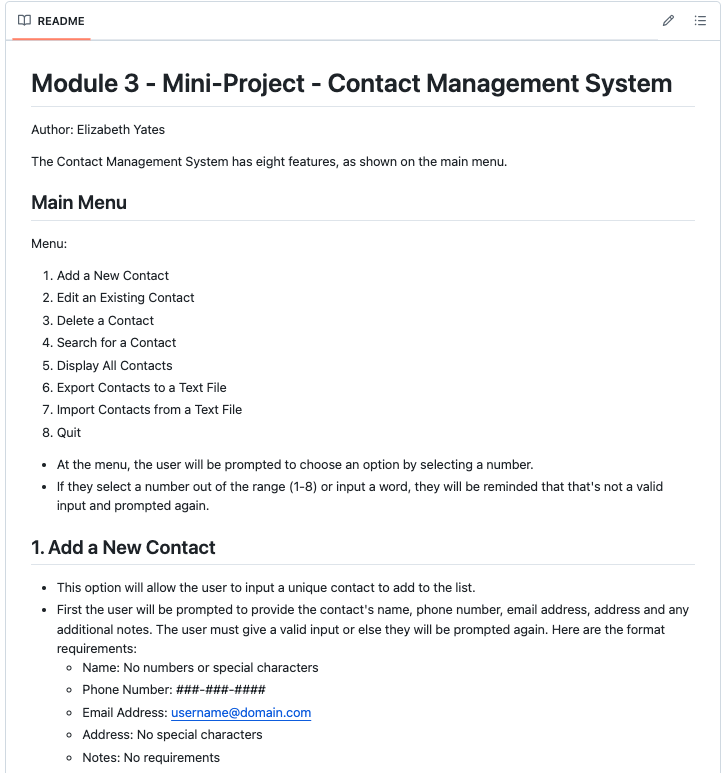 README
Module 3 - Mini-Project - Contact Management System
Author: Elizabeth Yates
The Contact Management System has eight features, as shown on the main menu.
Main Menu
Menu:
1. Add a New Contact
2. Edit an Existing Contact
3. Delete a Contact
4. Search for a Contact
5. Display All Contacts
6. Export Contacts to a Text File
7. Import Contacts from a Text File
8. Quit
• At the menu, the user will be prompted to choose an option by selecting a number.
• If they select a number out of the range (1-8) or input a word, they will be reminded that that's not a valid
input and prompted again.
1. Add a New Contact
• This option will allow the user to input a unique contact to add to the list.
• First the user will be prompted to provide the contact's name, phone number, email address, address and any
additional notes. The user must give a valid input or else they will be prompted again. Here are the format
requirements:
◦ Name: No numbers or special characters
◦ Phone Number: ###-###-####
◦ Email Address: username@domain.com
◦ Address: No special characters
◦ Notes: No requirements